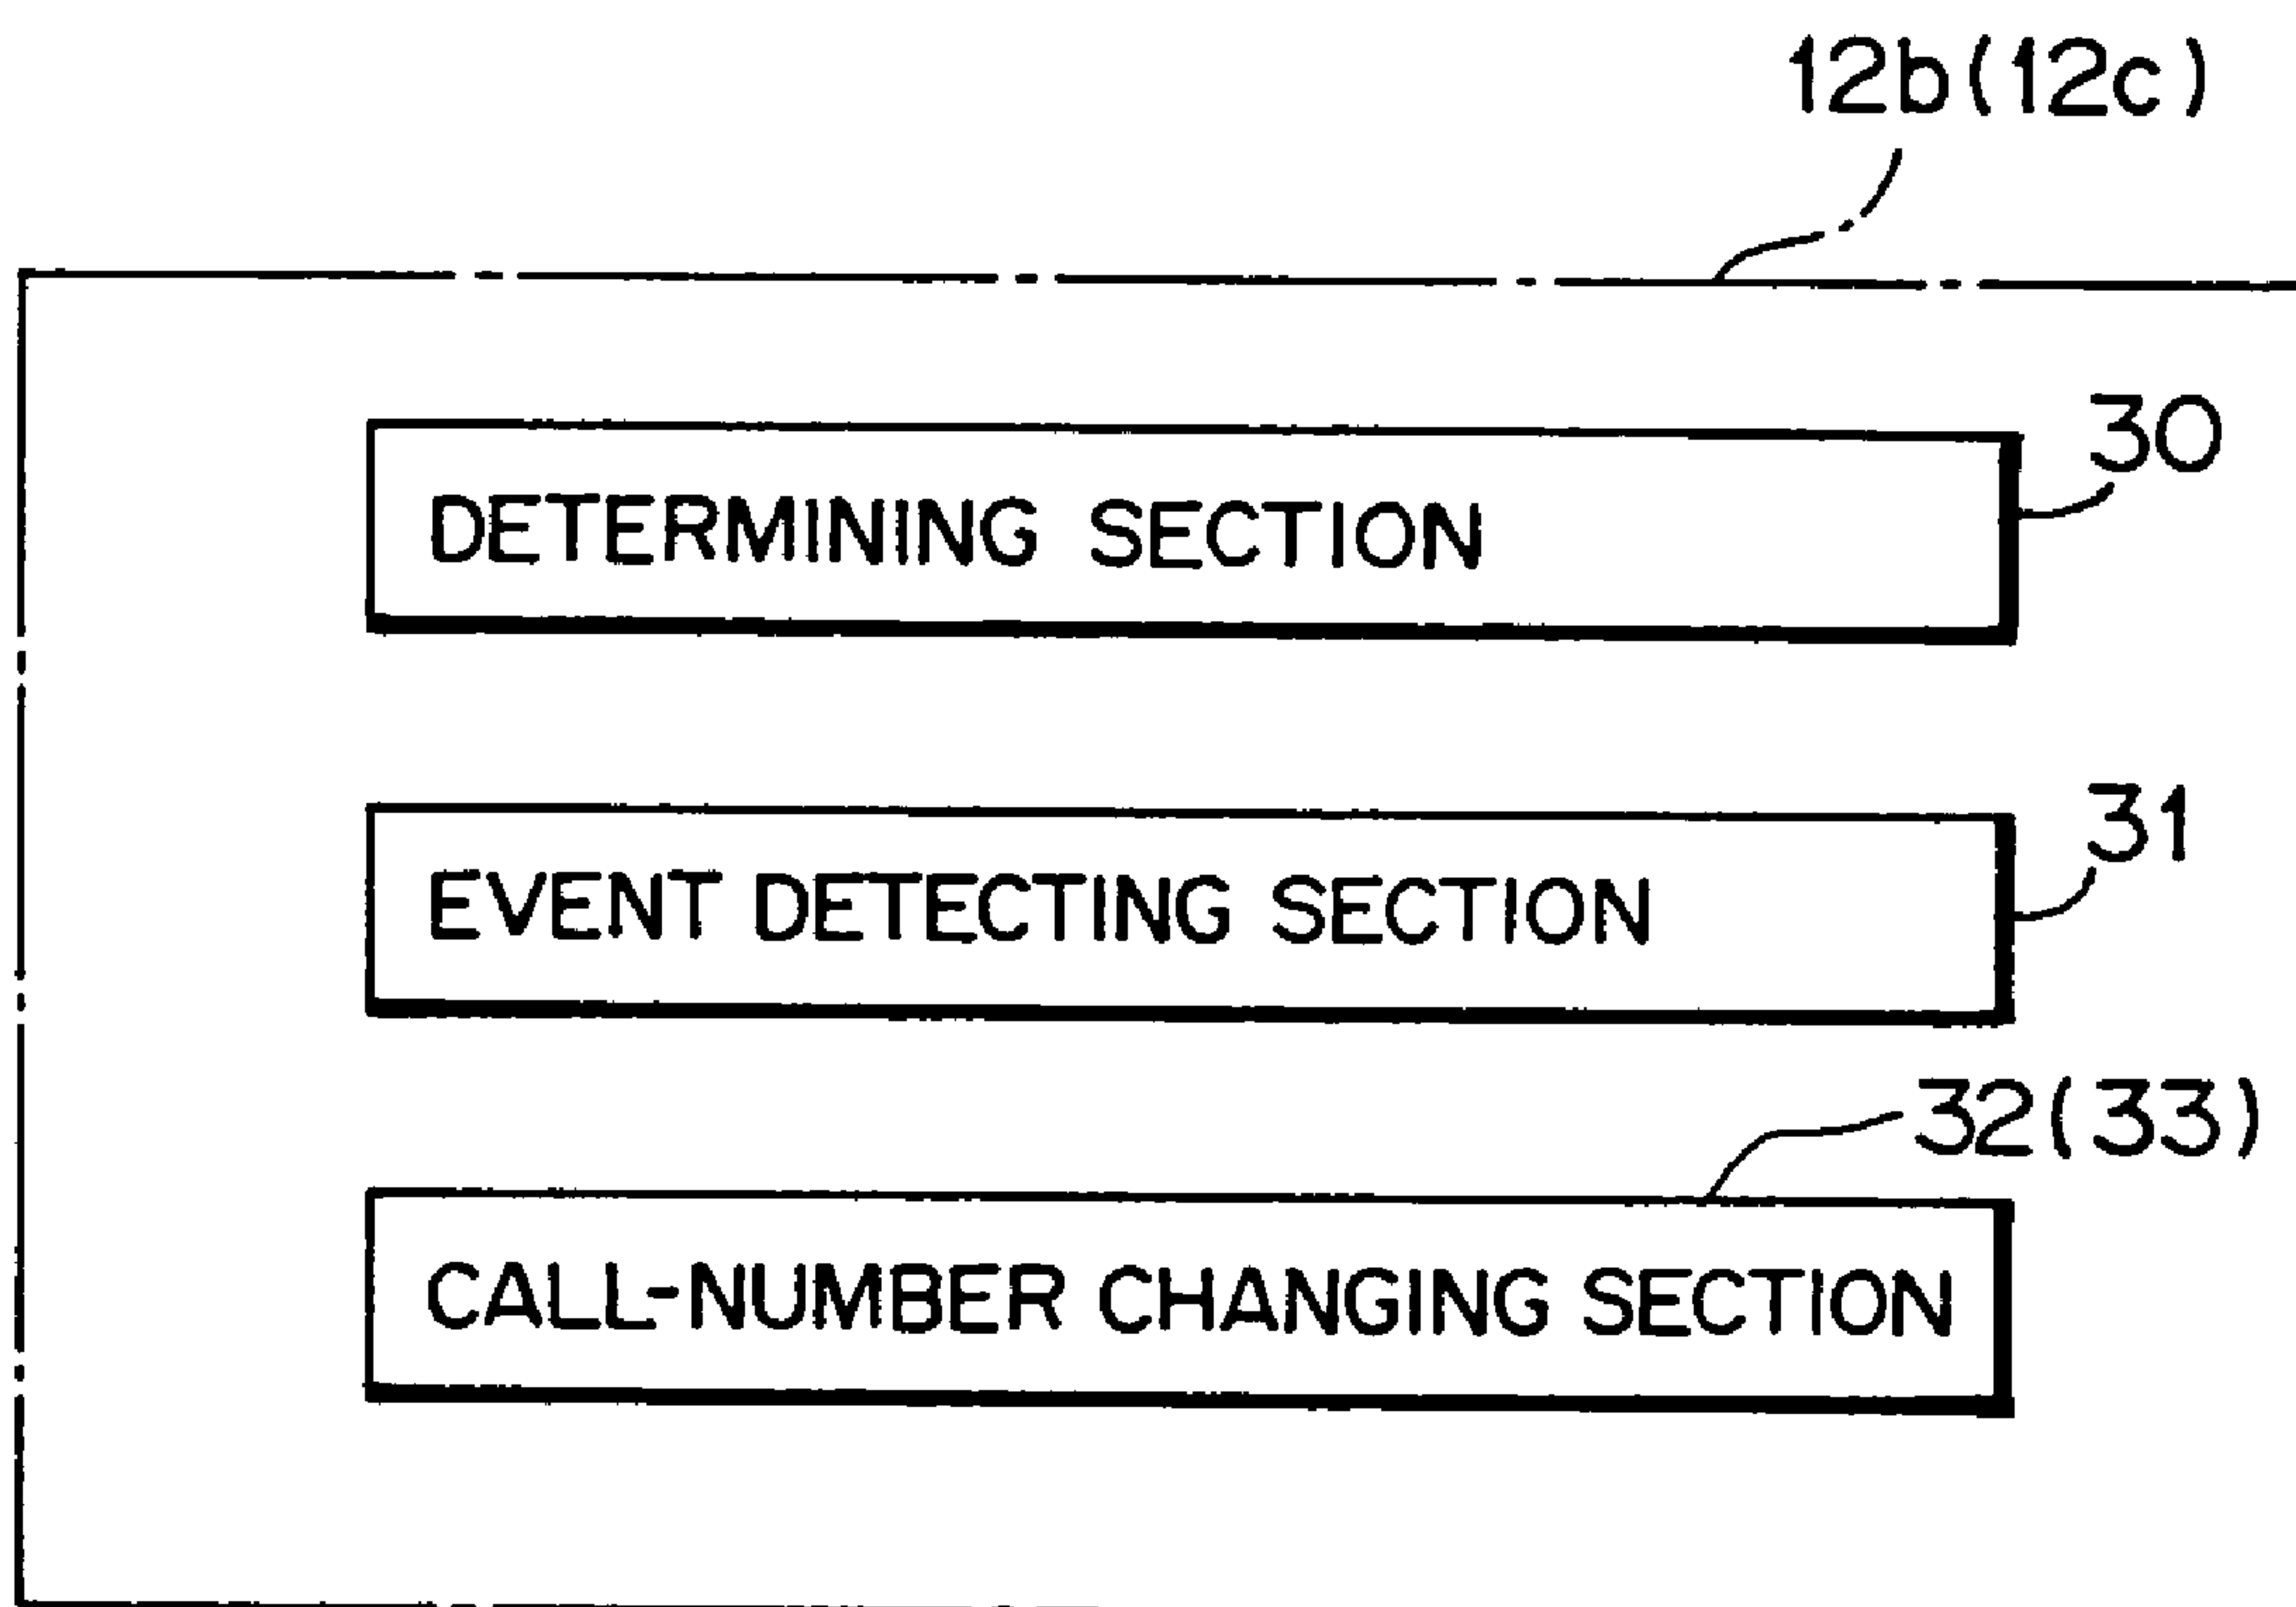 12b(12c)
30
DETERMINING SECTION
31
EVENT DETECTING SECTION
32(33)
CALL-NUMBER CHANGING SECTION